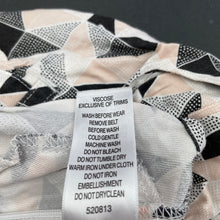 VISCOSE
EXCLUSIVE OF TRIMS
WASH BEFORE WEAR
REMOVE BELT
BEFORE WASHING
COLD GENTLE
MACHINE WASH
DO NOT BLEACH
DO NOT TUMBLE DRY
WARM IRON UNDER CLOTH
DO NOT IRON
EMBELLISHMENT
DO NOT DRYCLEAN
520813